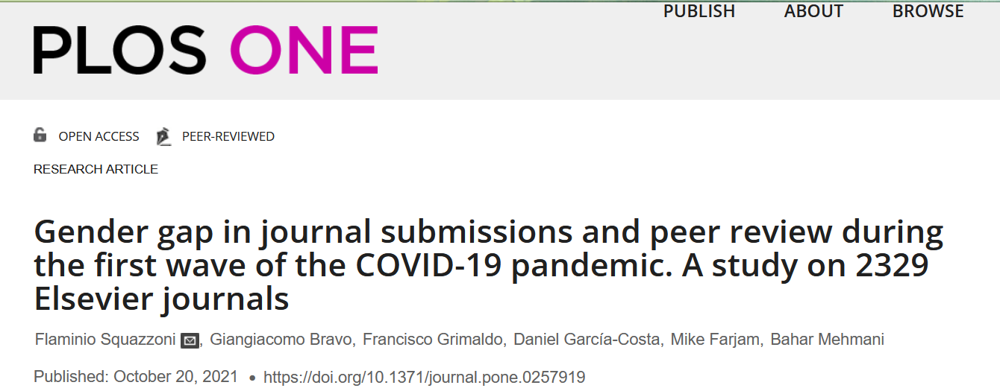 PUBLISH ABOUT BROWSE
PLOS ONE
OPEN ACCESS PEER-REVIEWED
RESEARCH ARTICLE
Gender gap in journal submissions and peer review during
the first wave of the COVID-19 pandemic. A study on 2329
Elsevier journals
Flaminio Squazzoni , Giangiacomo Bravo, Francisco Grimaldo, Daniel García-Costa, Mike Farjam, Bahar Mehmani
Published: October 20, 2021 • https://doi.org/10.1371/journal.pone.0257919